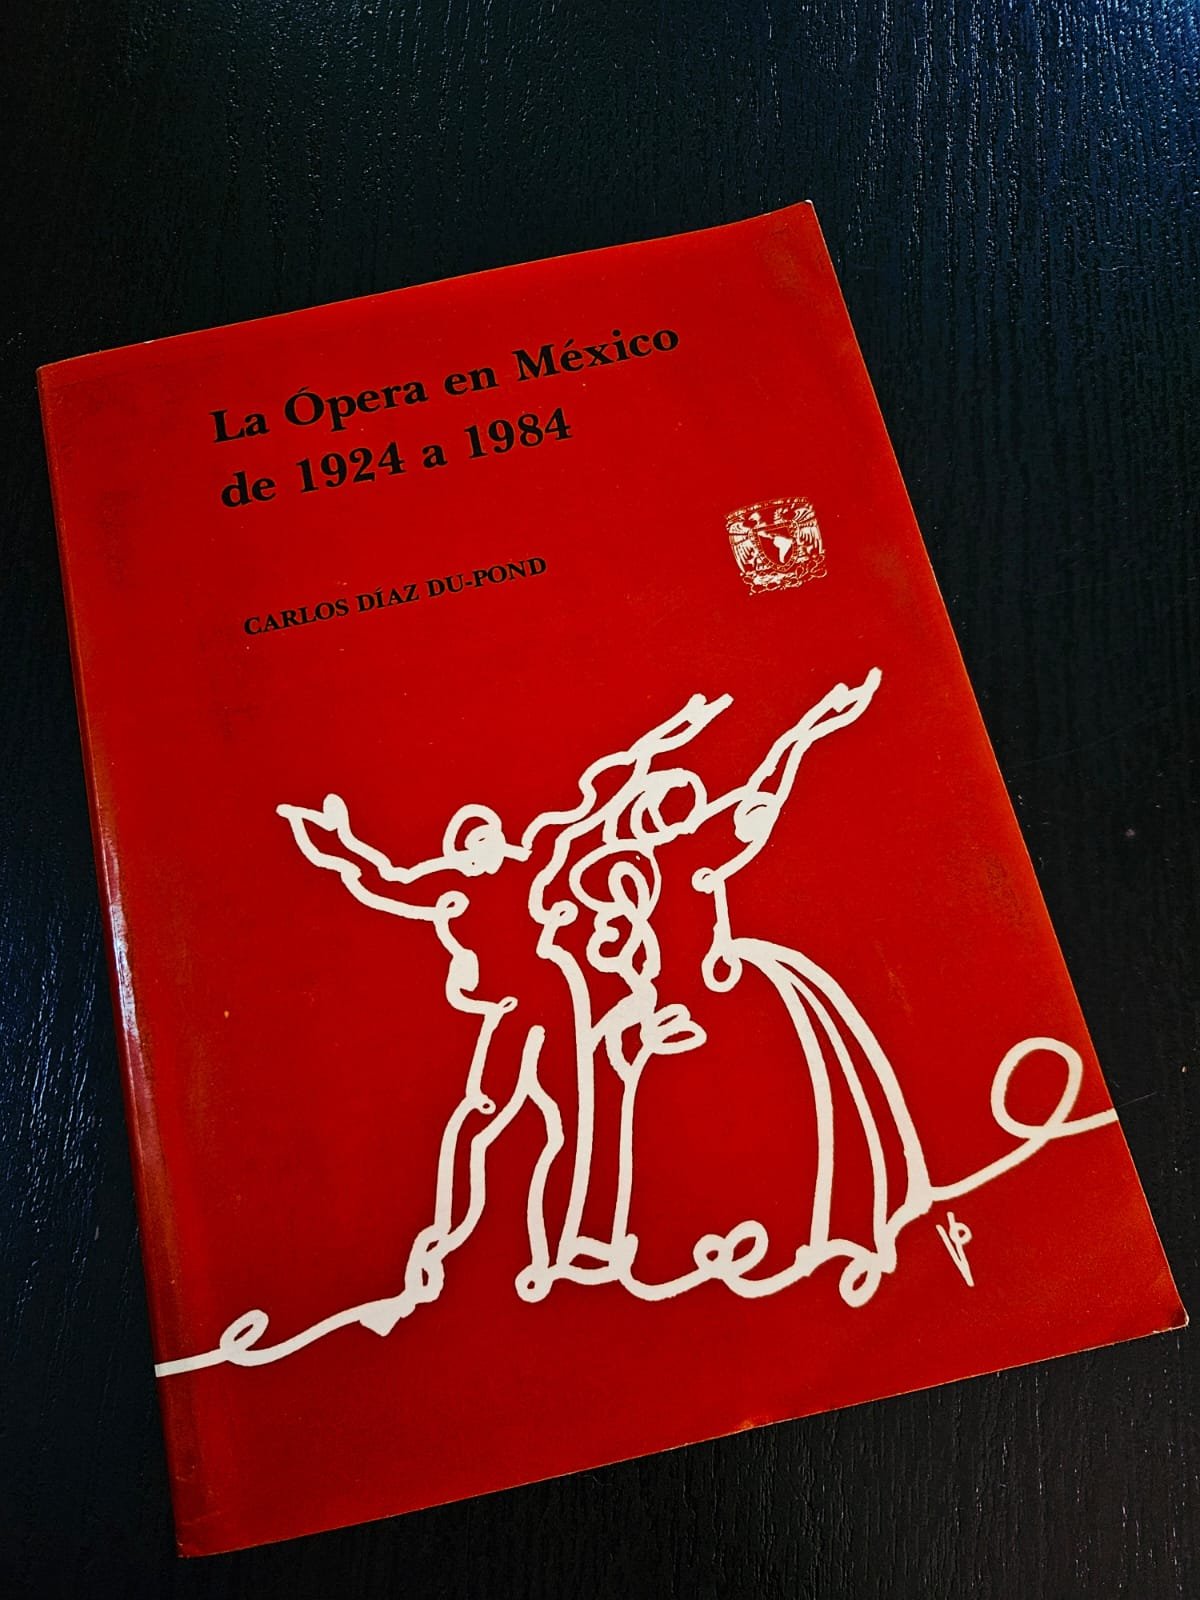 La Ópera en México
de 1924 a 1984
CARLOS DÍAZ DU-POND